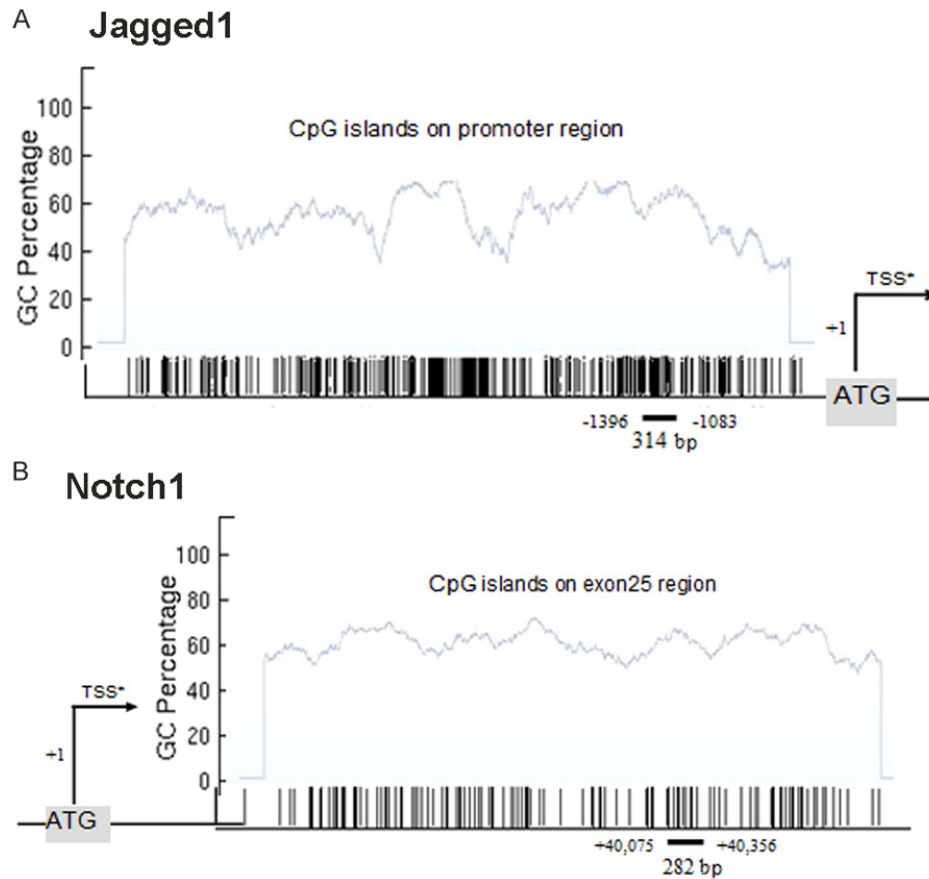 A
Jagged1
CpG islands on promoter region
GC Percentage
100
80
60
40
20
0
TSS*
+1
ATG
-1396
-1083
314 bp
B
Notch1
CpG islands on exon25 region
GC Percentage
100
80
60
40
20
0
TSS*
+1
ATG
+40,075
+40,356
282 bp